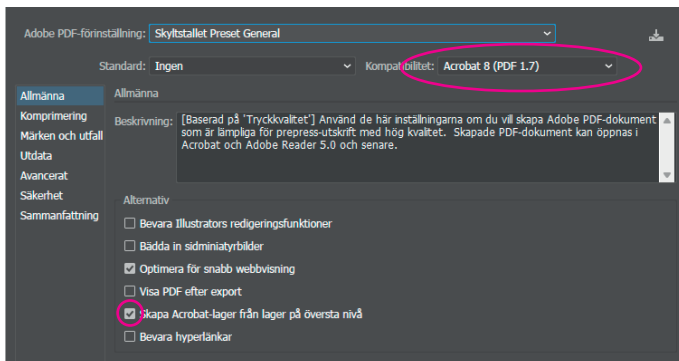 Adobe PDF-förinställning: Skyltstallet Preset General
Standard: Ingen Kompatibilitet: Acrobat 8 (PDF 1.7)
Allmänna
Komprimering
Märken och utfall
Utdata
Avancerat
Säkerhet
Sammanfattning
Allmänna
Beskrivning: [Baserad på 'Tryckkvalitet'] Använd de här inställningarna om du vill skapa Adobe PDF-dokument
som är lämpliga för prepress-utskrift med hög kvalitet. Skapade PDF-dokument kan öppnas i
Acrobat och Adobe Reader 5.0 och senare.
Alternativ
Bevara Illustrators redigeringsfunktioner
Bädda in sidminiatyrbilder
Optimera för snabb webbvisning
Visa PDF efter export
Skapa Acrobat-lager från lager på översta nivå
Bevara hyperlänkar